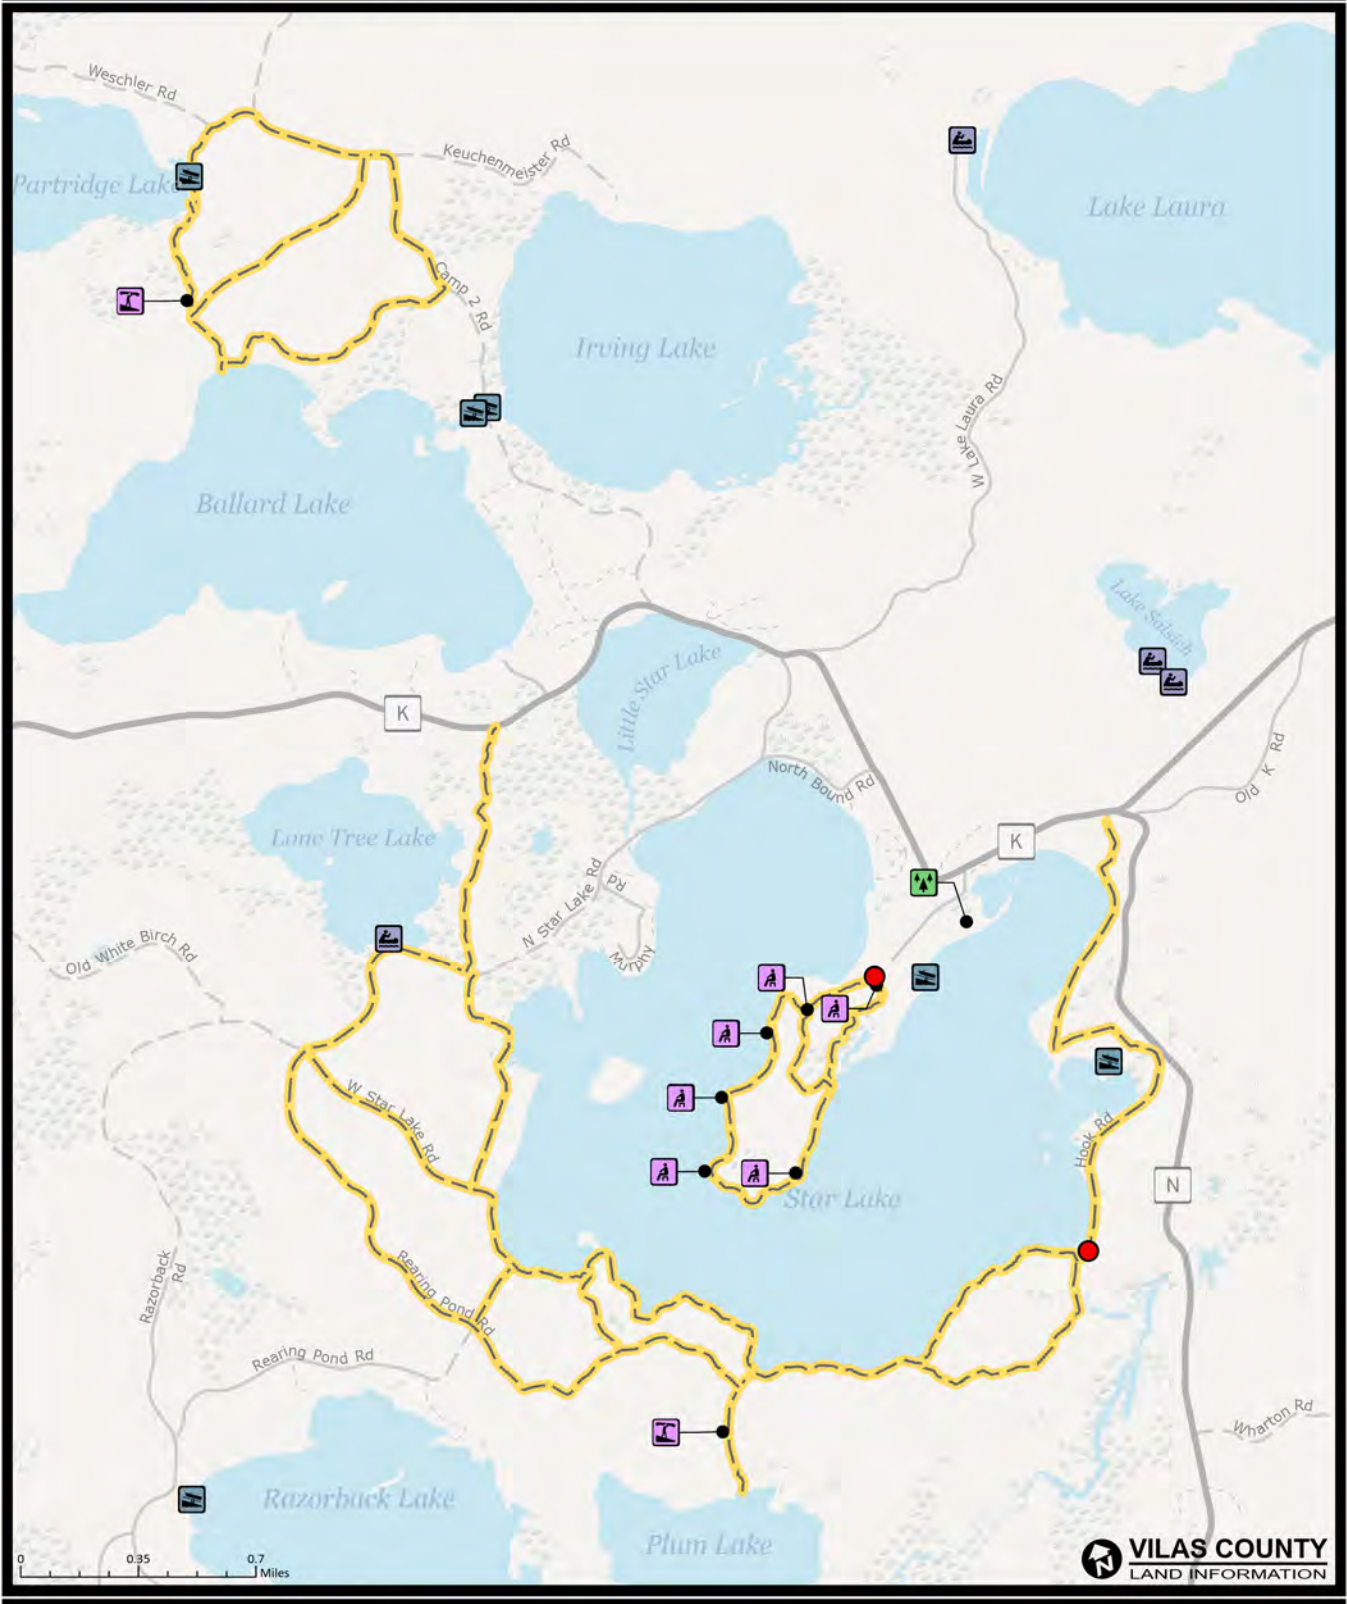 Weschler Rd
Keuchenmeister Rd
Partridge Lake
Lake Laura
Camp 2 Rd
Irving Lake
W Lake Laura Rd
Ballard Lake
Lake Salsich
Little Star Lake
K
North Bound Rd
Old K Rd
Lone Tree Lake
K
N Star Lake Rd
Murphy Rd
Old White Birch Rd
W Star Lake Rd
Hook Rd
N
Star Lake
Razorback Rd
Rearing Pond Rd
Rearing Pond Rd
Wharton Rd
Razorback Lake
Plum Lake
0 0.35 0.7
Miles
N
VILAS COUNTY
LAND INFORMATION